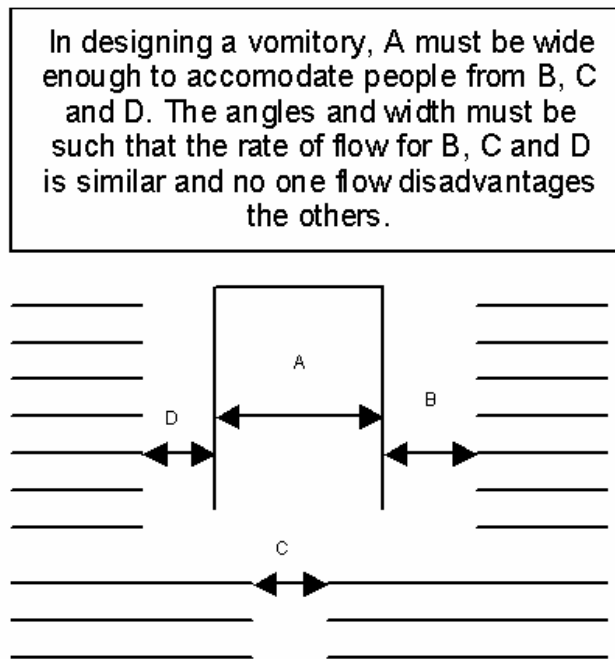 In designing a vomitory, A must be wide
enough to accomodate people from B, C
and D. The angles and width must be
such that the rate of flow for B, C and D
is similar and no one flow disadvantages
the others.
A
B
D
C